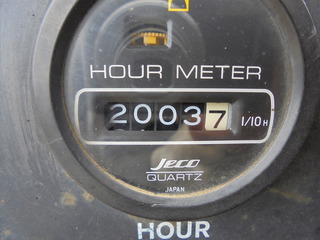 HOUR METER
20037 1/10H
Jeco
QUARTZ
JAPAN
HOUR